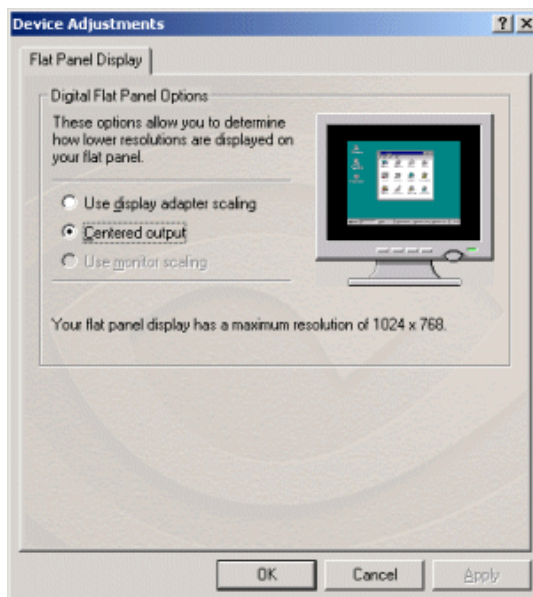 Device Adjustments
Flat Panel Display
Digital Flat Panel Options
These options allow you to determine
how lower resolutions are displayed on
your flat panel.
Use display adapter scaling
Centered output
Use monitor scaling
Your flat panel display has a maximum resolution of 1024 x 768.
OK Cancel Apply